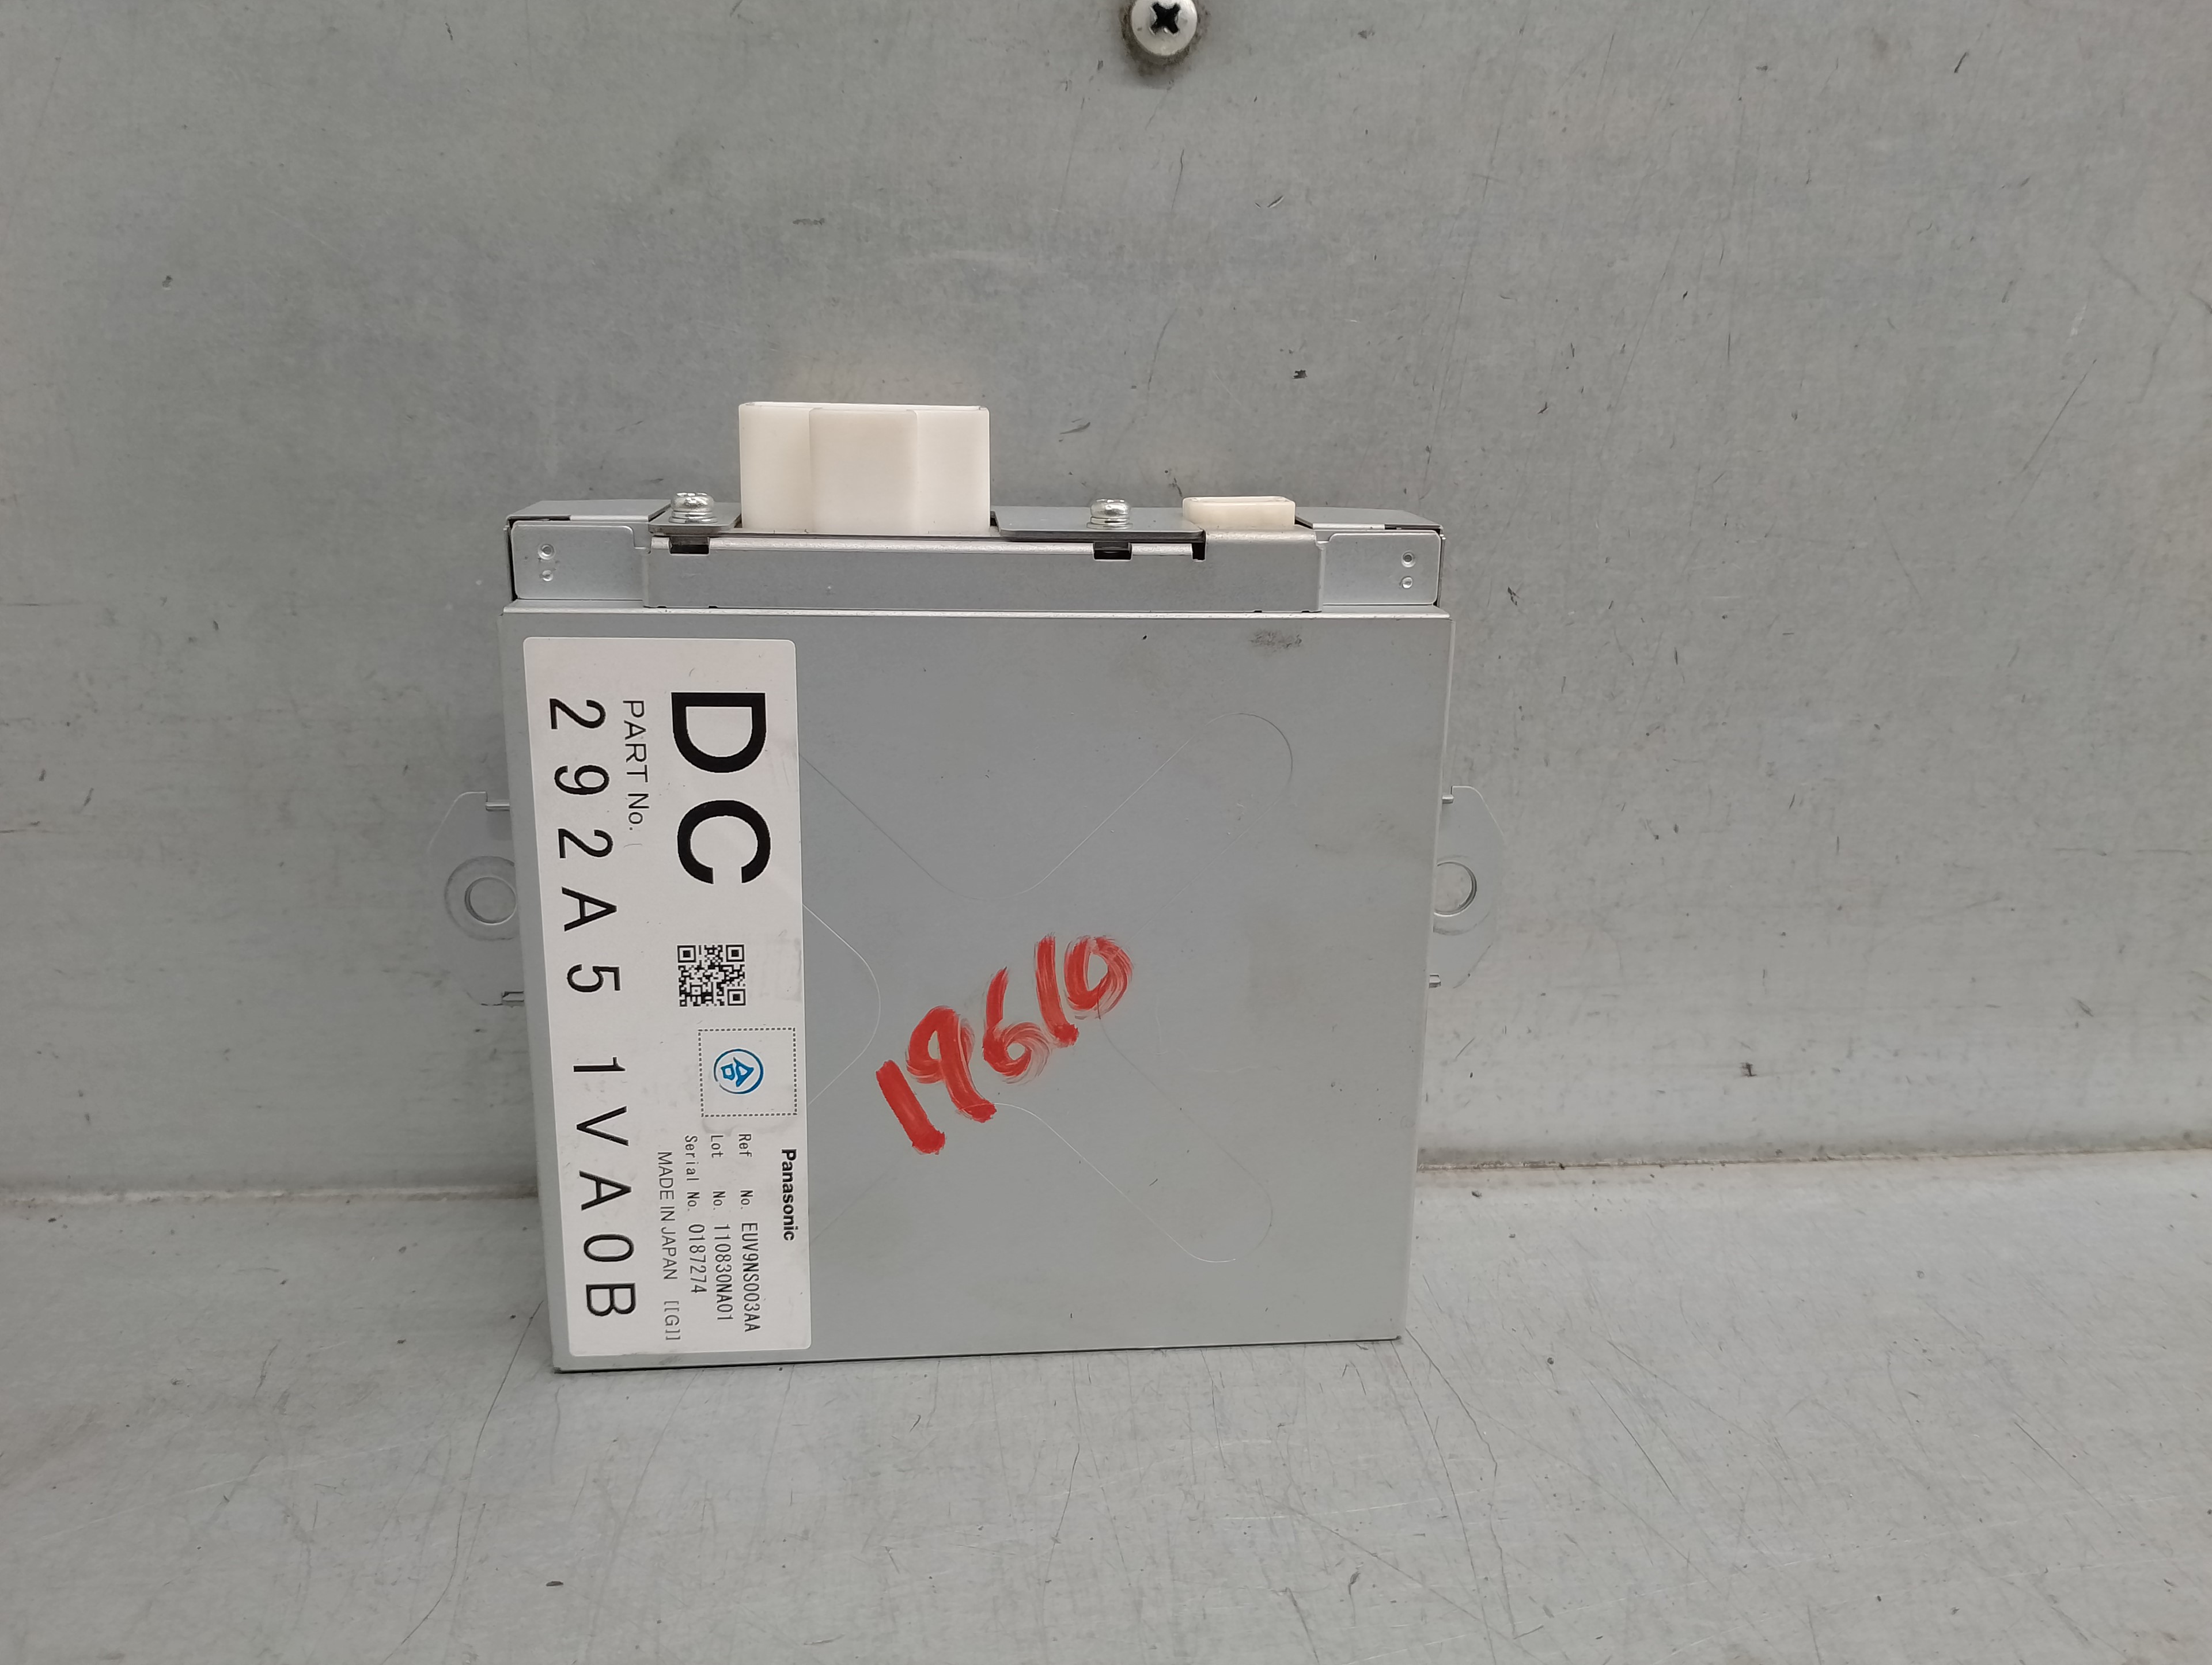 DC
PART No.
292A5 1VA0B
Panasonic
Ref No. EUV9NS003AA
Lot No. 110830NA01
Serial No. 0187274
MADE IN JAPAN [[G]]
19610